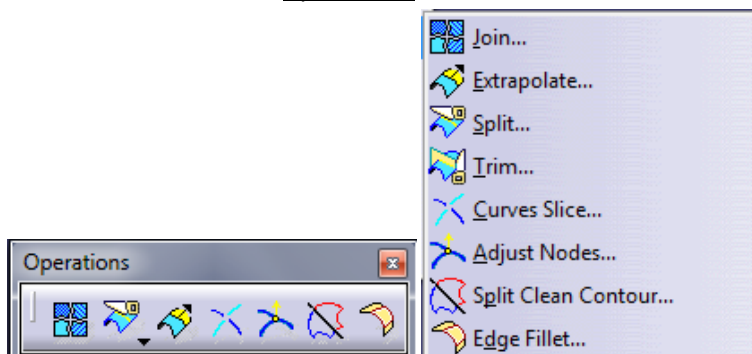 Join...
Extrapolate...
Split...
Trim...
Curves Slice...
Adjust Nodes...
Split Clean Contour...
Edge Fillet...
Operations